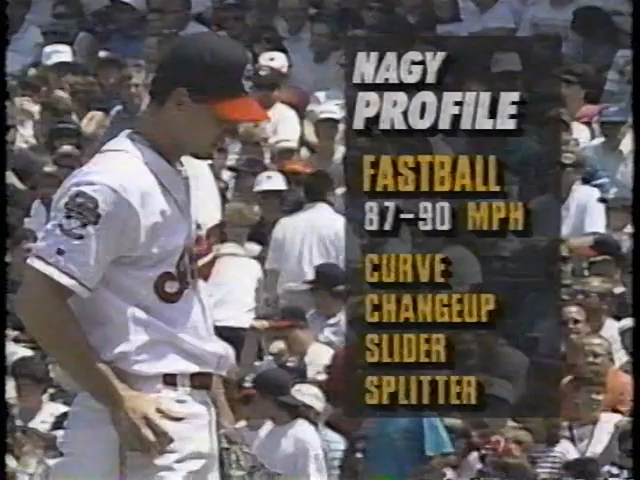 NAGY
PROFILE
FASTBALL
87-90 MPH
CURVE
CHANGEUP
SLIDER
SPLITTER